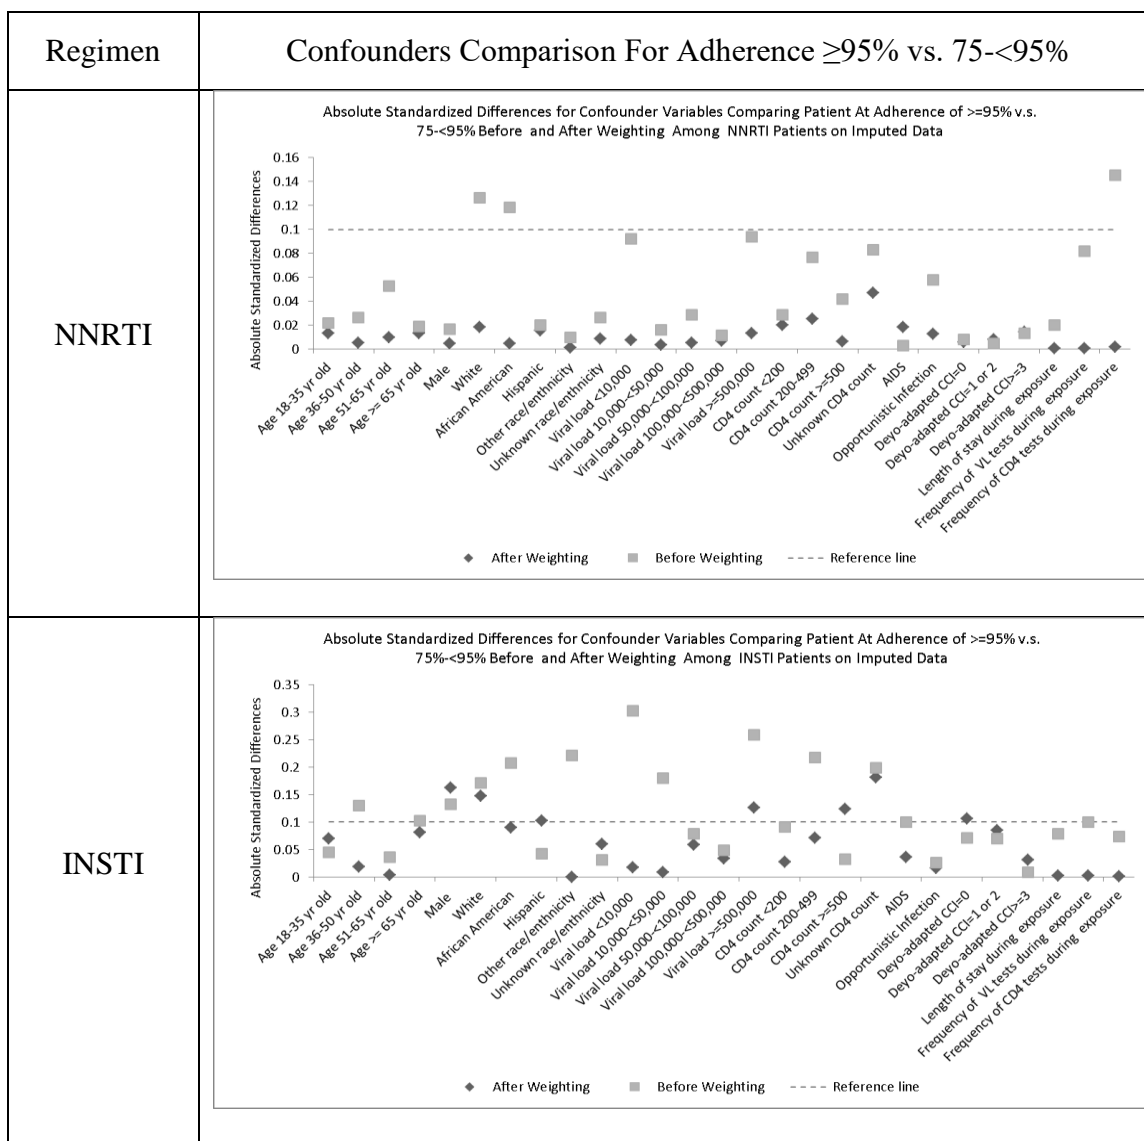 Regimen
Confounders Comparison For Adherence ≥95% vs. 75-<95%
NNRTI
Absolute Standardized Differences for Confounder Variables Comparing Patient At Adherence of >=95% v.s.
75-<95% Before and After Weighting Among NNRTI Patients on Imputed Data
Absolute Standardized Differences
0.16
0.14
0.12
0.1
0.08
0.06
0.04
0.02
0
Age 18-35 yr old
Age 36-50 yr old
Age 51-65 yr old
Age >= 65 yr old
Male
White
African American
Hispanic
Other race/ethnicity
Unknown race/ethnicity
Viral load <10,000
Viral load 10,000-<50,000
Viral load 50,000-<100,000
Viral load 100,000-<500,000
Viral load >=500,000
CD4 count <200
CD4 count 200-499
CD4 count >=500
Unknown CD4 count
AIDS
Opportunistic Infection
Deyo-adapted CCI=0
Deyo-adapted CCI=1 or 2
Deyo-adapted CCI>=3
Length of stay during exposure
Frequency of VL tests during exposure
Frequency of CD4 tests during exposure
After Weighting
Before Weighting
Reference line
INSTI
Absolute Standardized Differences for Confounder Variables Comparing Patient At Adherence of >=95% v.s.
75%-<95% Before and After Weighting Among INSTI Patients on Imputed Data
Absolute Standardized Differences
0.35
0.3
0.25
0.2
0.15
0.1
0.05
0
Age 18-35 yr old
Age 36-50 yr old
Age 51-65 yr old
Age >= 65 yr old
Male
White
African American
Hispanic
Other race/ethnicity
Unknown race/ethnicity
Viral load <10,000
Viral load 10,000-<50,000
Viral load 50,000-<100,000
Viral load 100,000-<500,000
Viral load >=500,000
CD4 count <200
CD4 count 200-499
CD4 count >=500
Unknown CD4 count
AIDS
Opportunistic Infection
Deyo-adapted CCI=0
Deyo-adapted CCI=1 or 2
Deyo-adapted CCI>=3
Length of stay during exposure
Frequency of VL tests during exposure
Frequency of CD4 tests during exposure
After Weighting
Before Weighting
Reference line